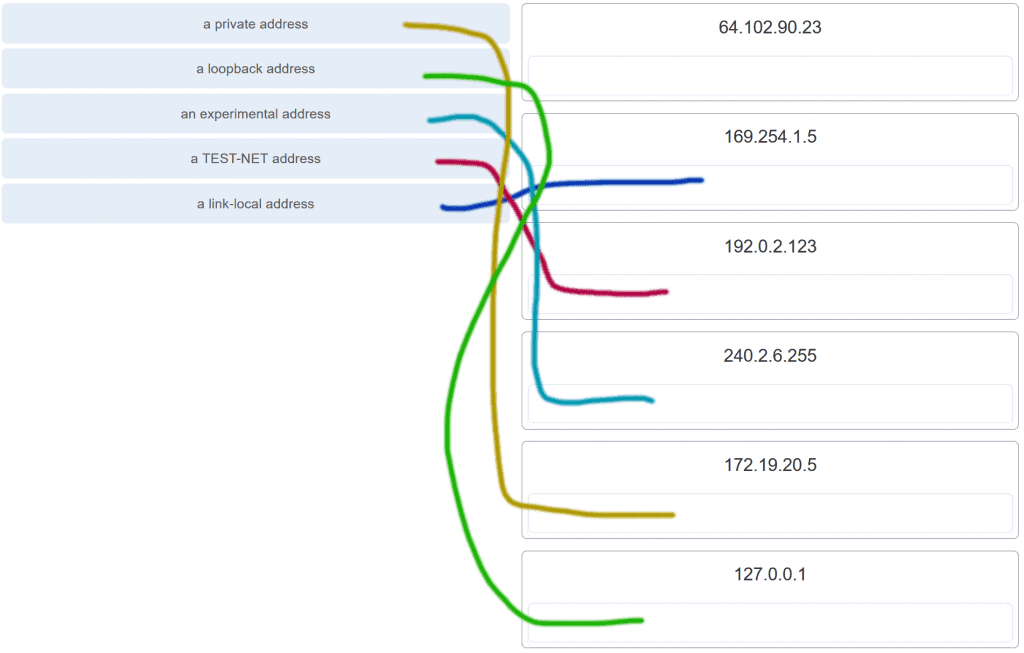 a private address
a loopback address
an experimental address
a TEST-NET address
a link-local address
64.102.90.23
169.254.1.5
192.0.2.123
240.2.6.255
172.19.20.5
127.0.0.1